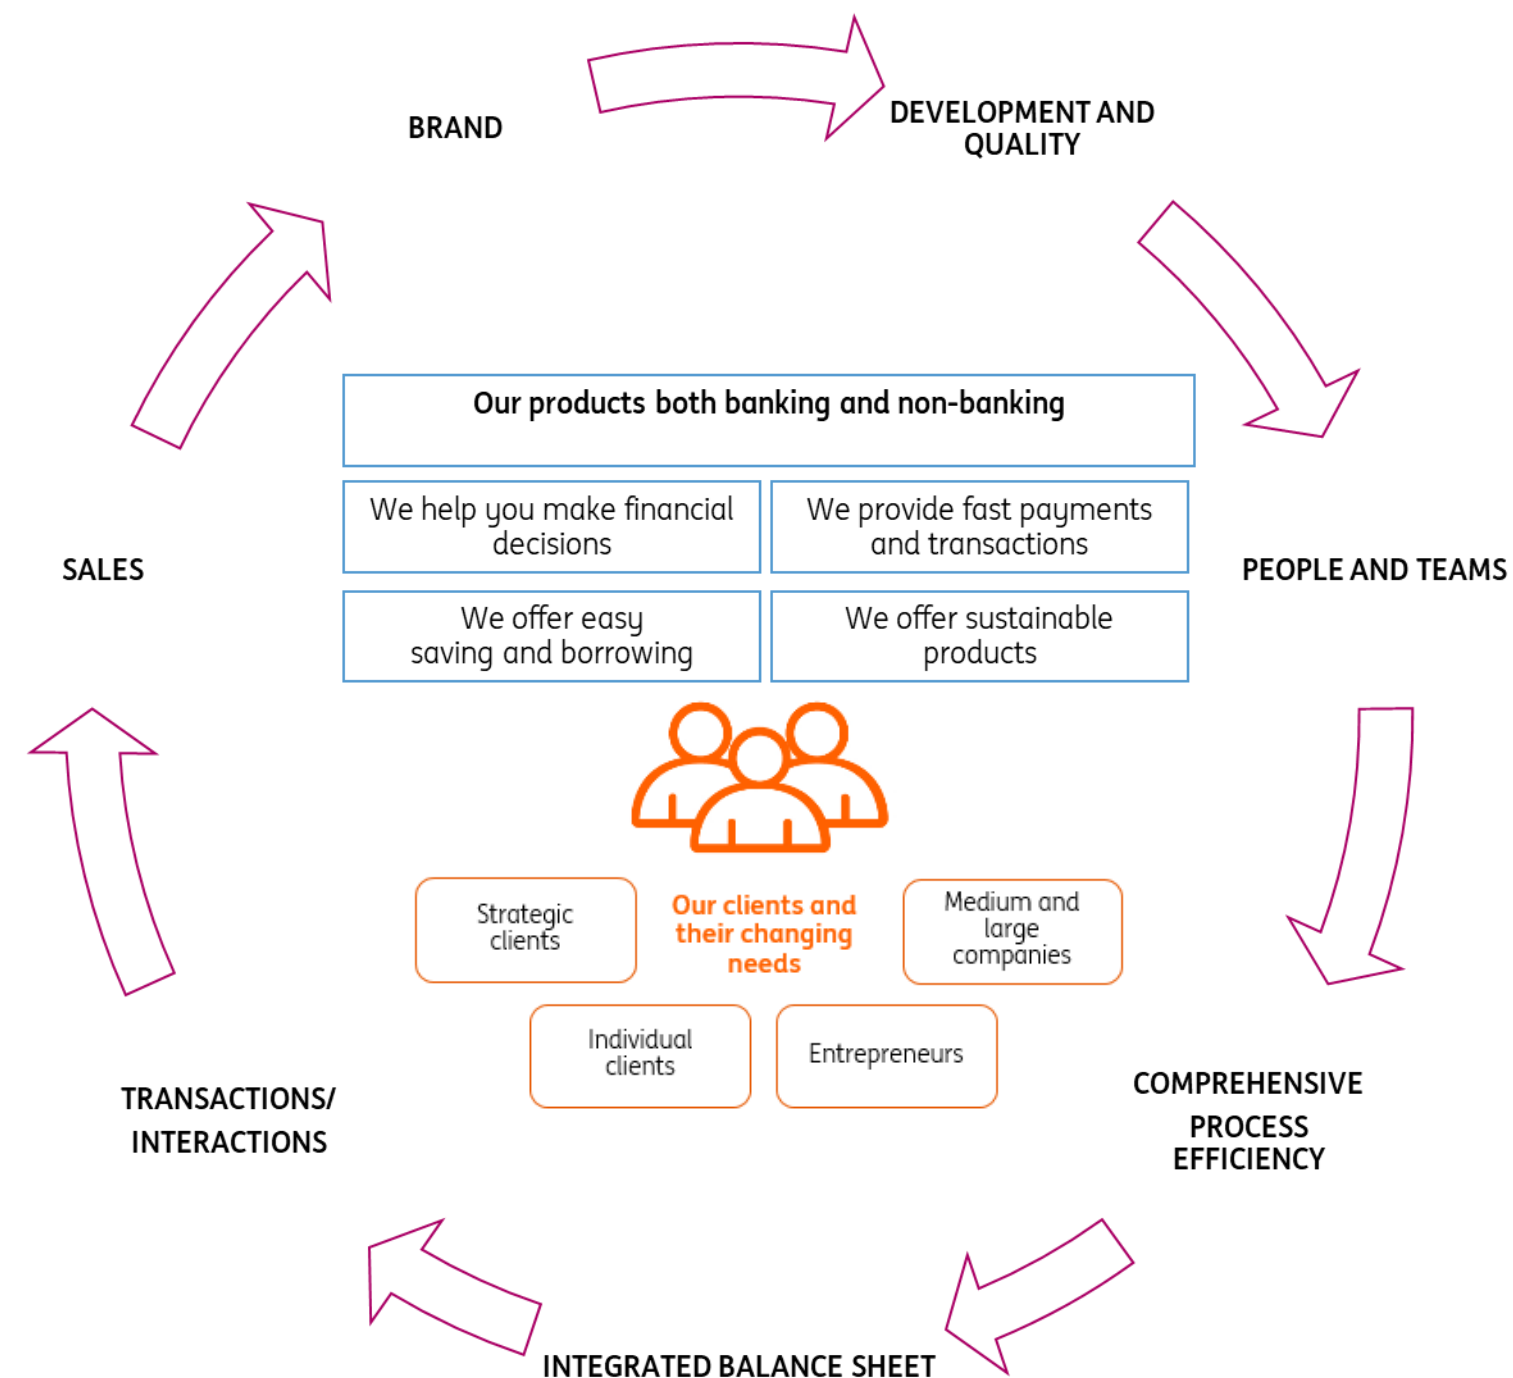 BRAND
DEVELOPMENT AND
QUALITY
Our products both banking and non-banking
We help you make financial
decisions
We provide fast payments
and transactions
SALES
PEOPLE AND TEAMS
We offer easy
saving and borrowing
We offer sustainable
products
Strategic
clients
Our clients and
their changing
needs
Medium and
large
companies
Individual
clients
Entrepreneurs
TRANSACTIONS/
INTERACTIONS
COMPREHENSIVE
PROCESS
EFFICIENCY
INTEGRATED BALANCE SHEET